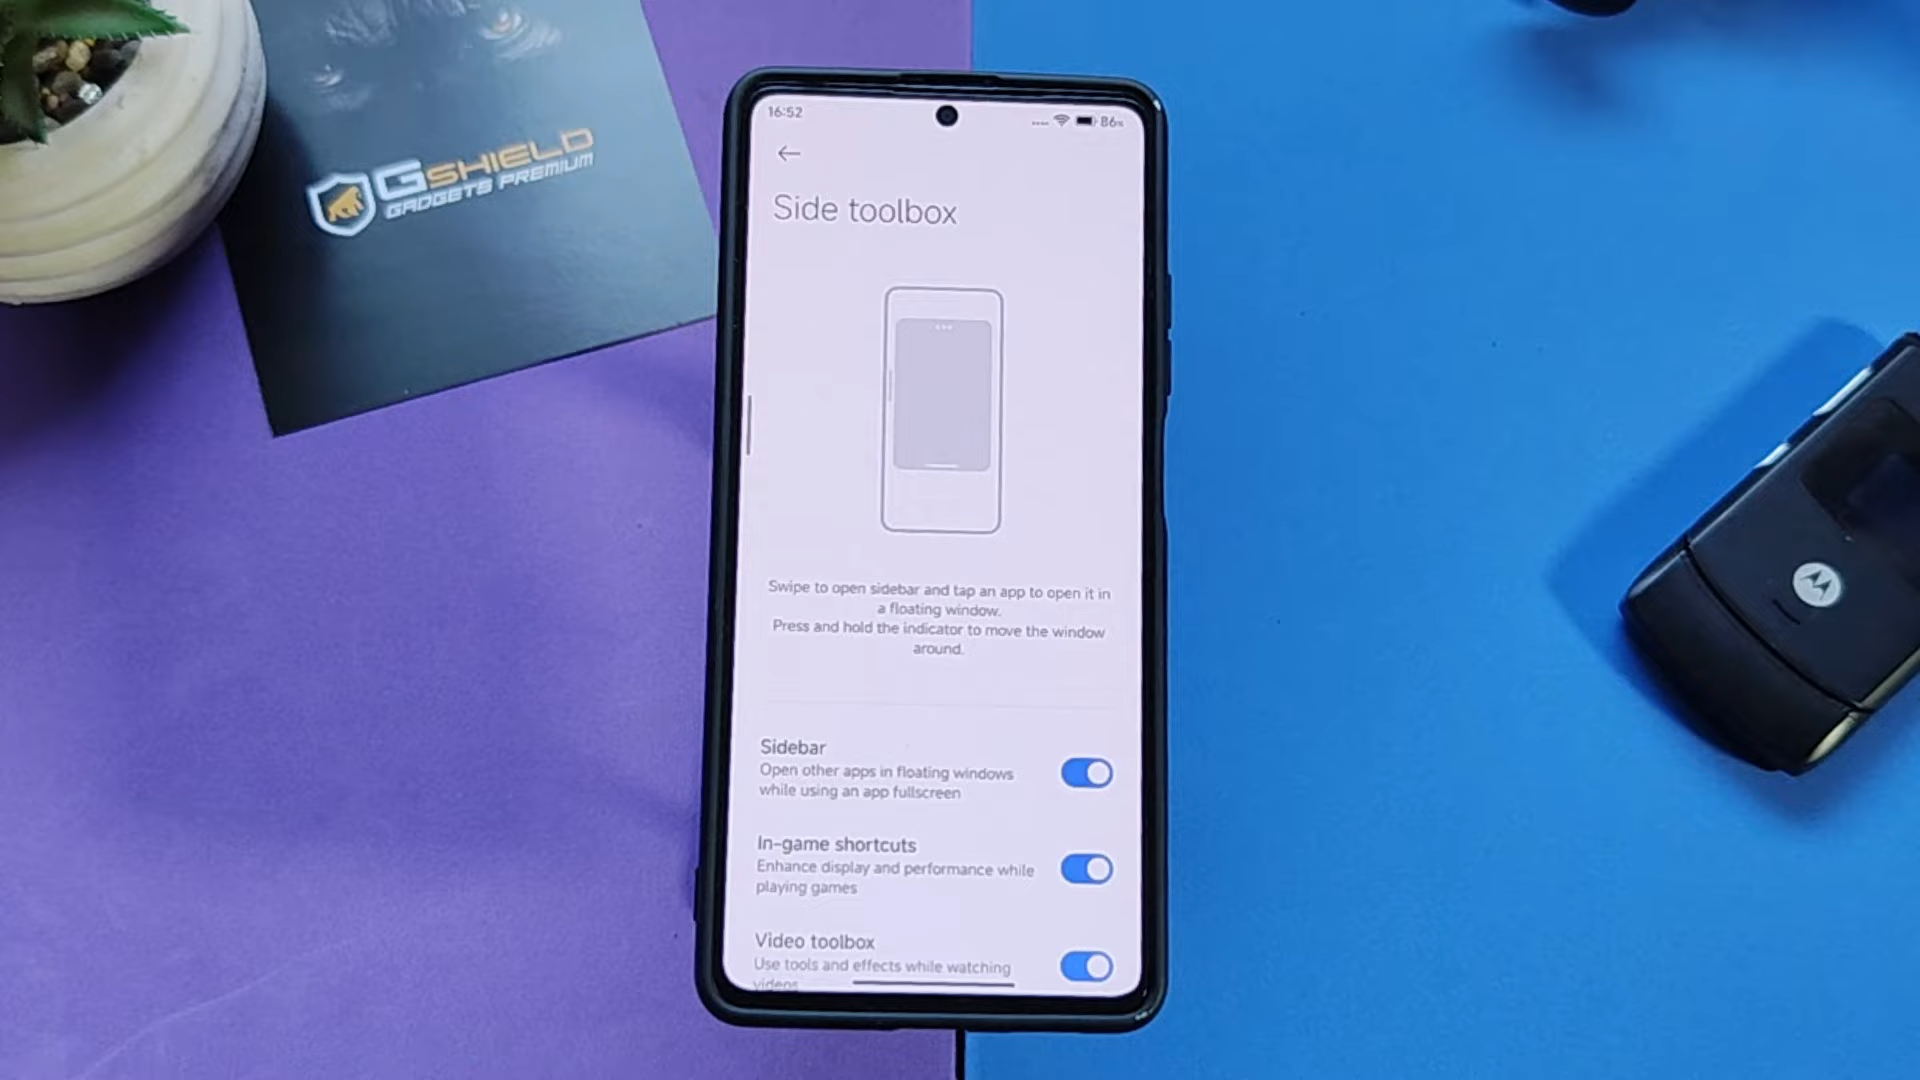 GSHIELD
GADGETS PREMIUM
16:52
86%
Side toolbox
Swipe to open sidebar and tap an app to open it in
a floating window.
Press and hold the indicator to move the window
around.
Sidebar
Open other apps in floating windows
while using an app fullscreen
In-game shortcuts
Enhance display and performance while
playing games
Video toolbox
Use tools and effects while watching
videos